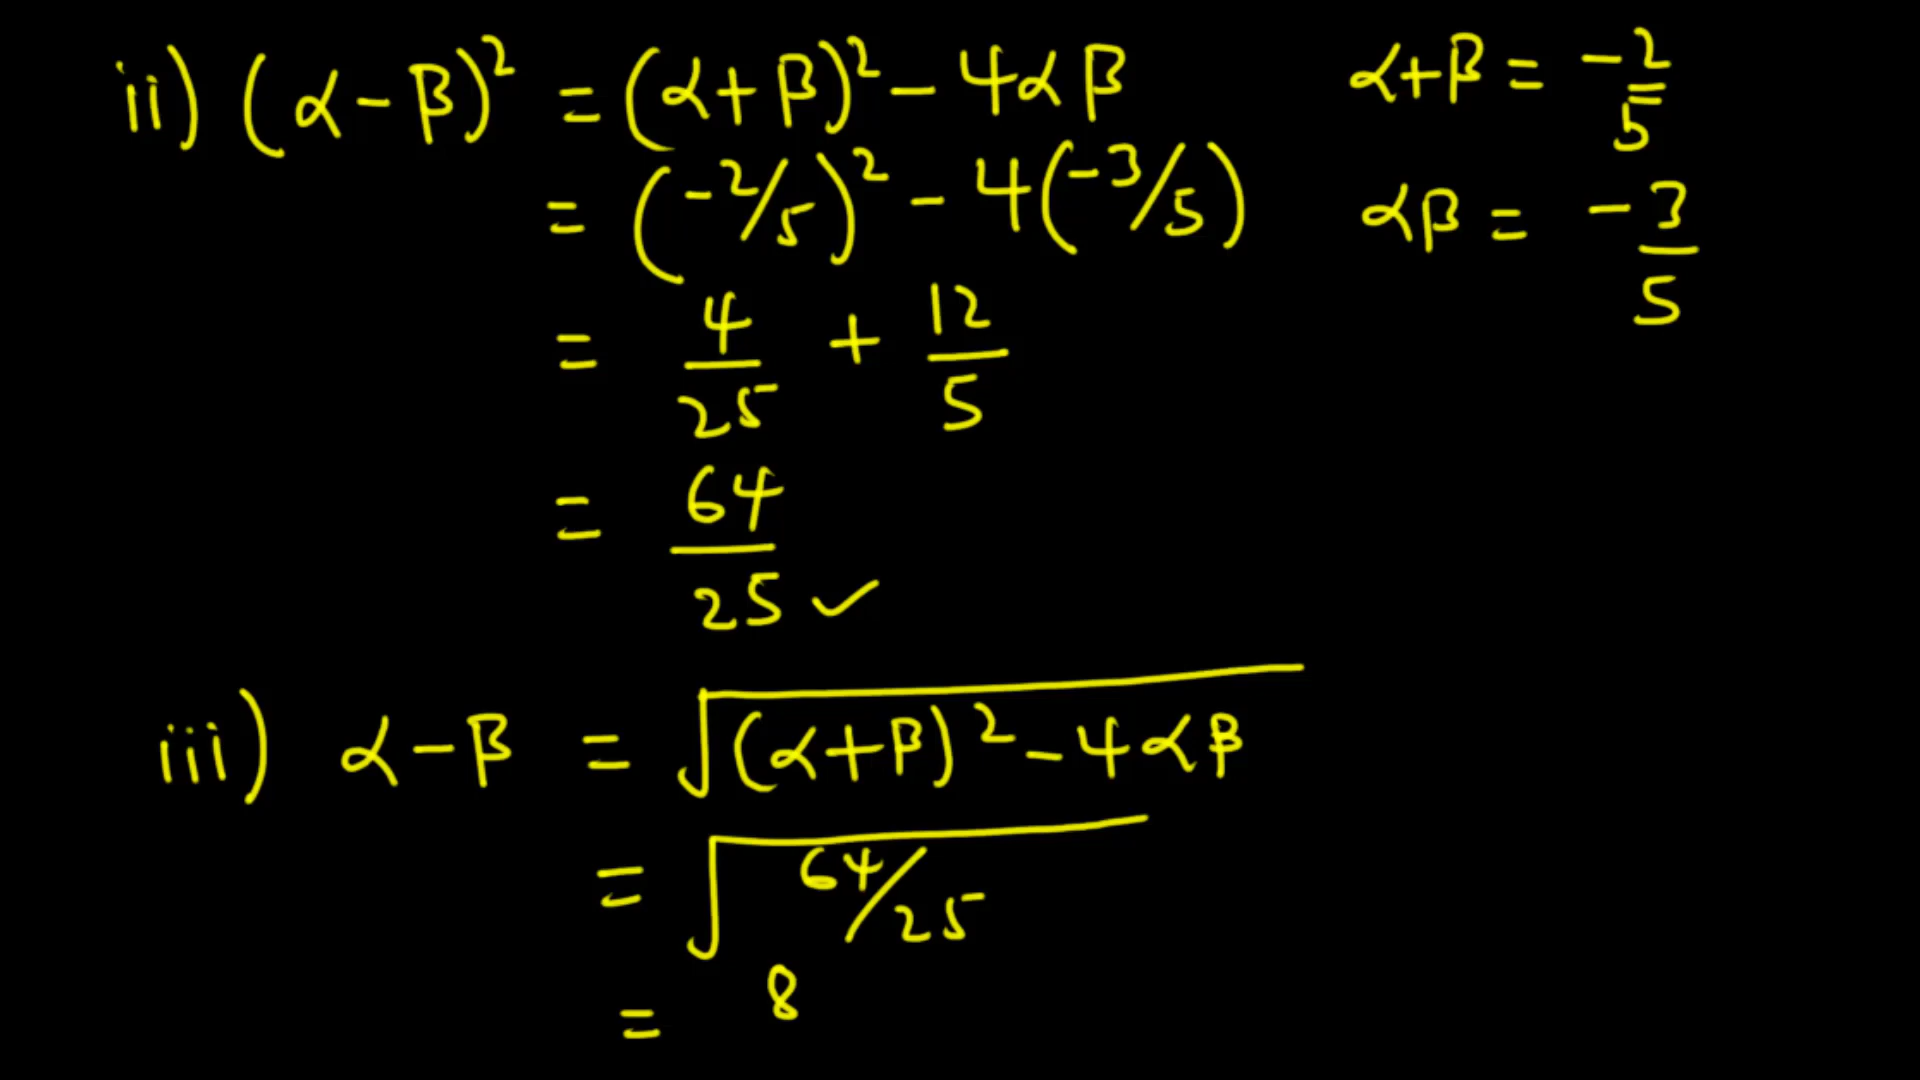 ii) (α-β)² = (α+β)² - 4αβ
= (-2/5)² - 4(-3/5)
= 4/25 + 12/5
= 64/25 ✓
α+β = -2/5
αβ = -3/5
iii) α-β = √((α+β)² - 4αβ)
= √(64/25)
= 8